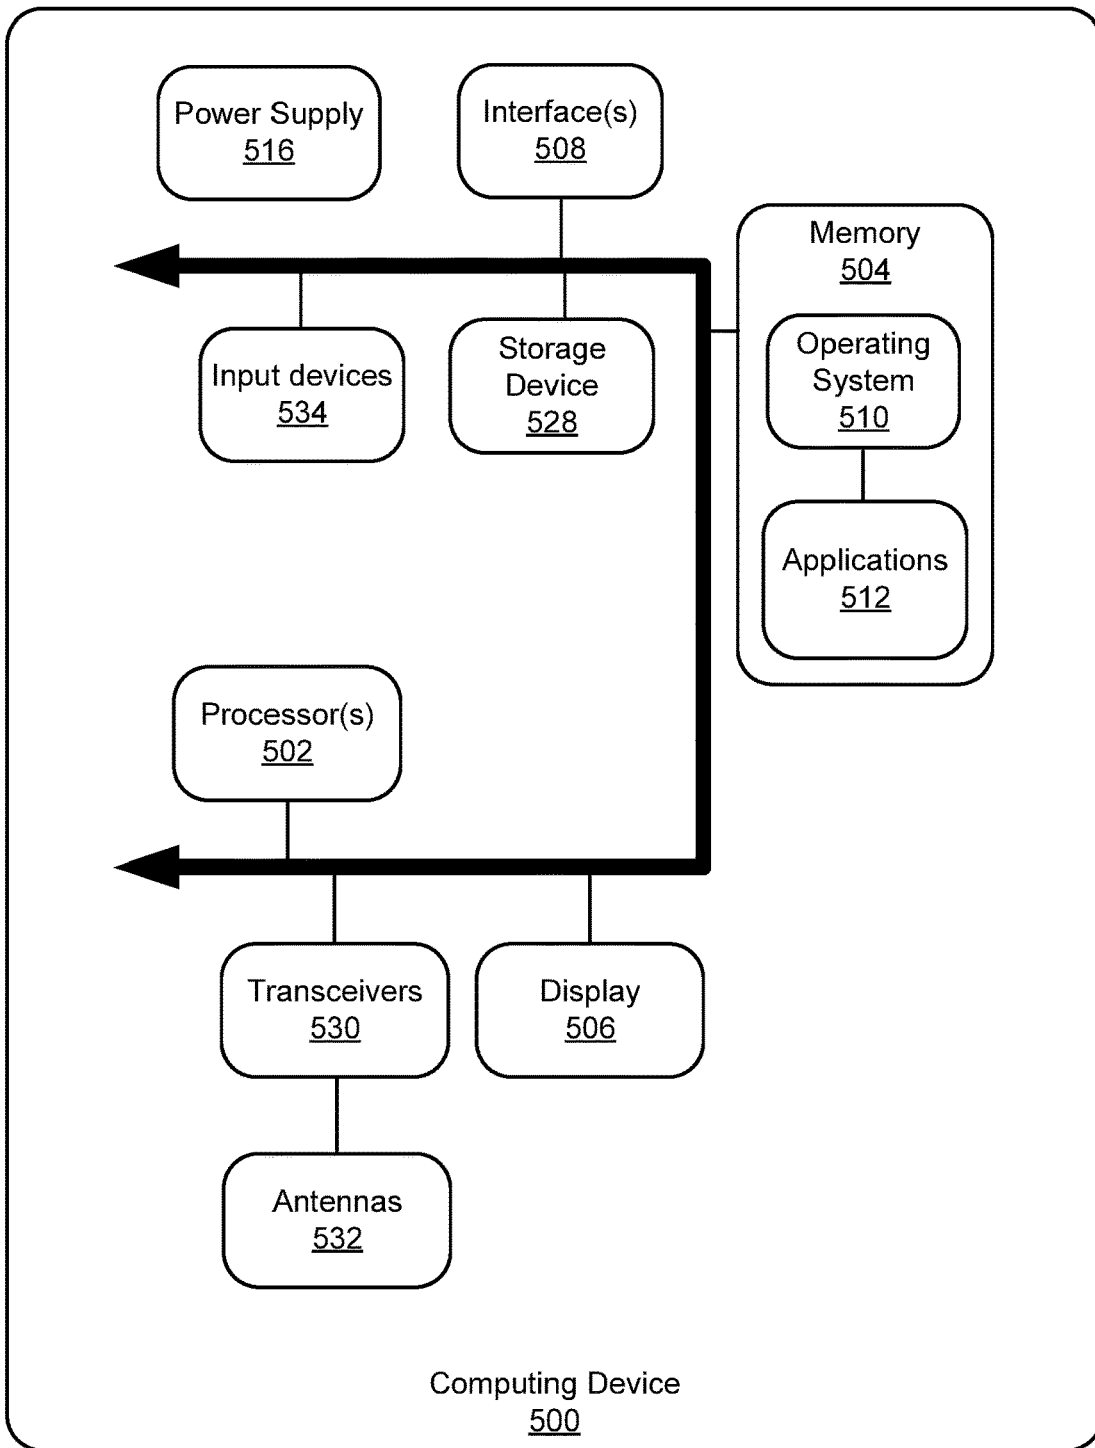 Power Supply
516
Interface(s)
508
Memory
504
Operating
System
510
Applications
512
Input devices
534
Storage
Device
528
Processor(s)
502
Transceivers
530
Display
506
Antennas
532
Computing Device
500